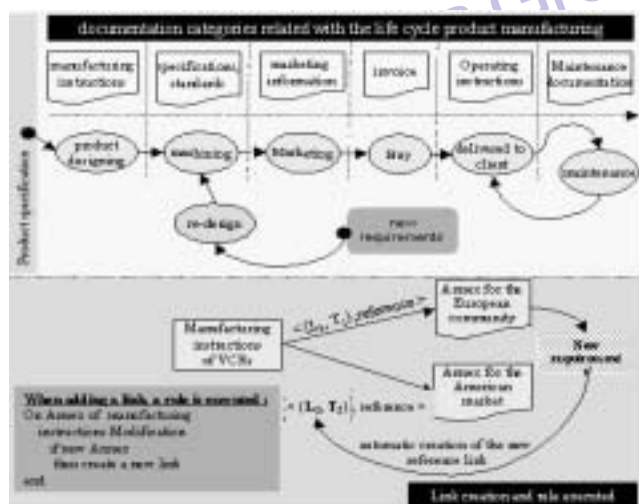 documentation categories related with the life cycle product manufacturing
manufacturing
instructions
specifications,
standards
marketing
information
invoice
Operating
instructions
Maintenance
documentation
Product specification
product
designing
machining
Marketing
Buy
delivered to
client
maintenance
re-design
new
requirements
Manufacturing
instructions
of VCRs
reference >
Annex for the
European
community
New
requirement
Annex for the
American
market
reference =
automatic creation of the new
reference link
When adding a link, a rule is executed :
On Annex of manufacturing
instructions Modification
if new Annex
then create a new link
end
Link creation and rule executed